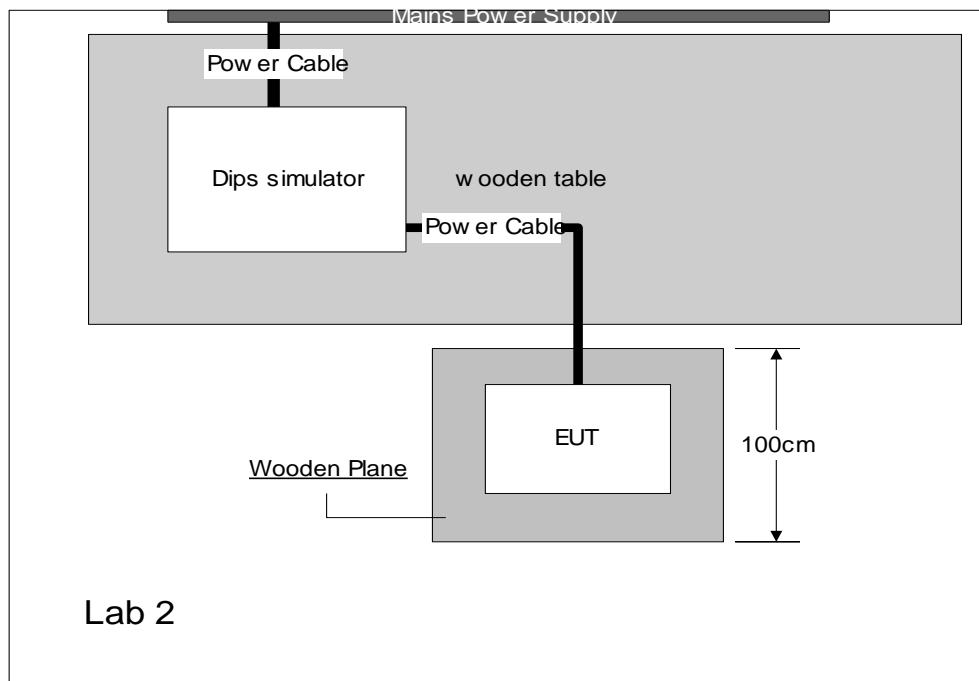 Mains Power Supply
Power Cable
Dips simulator
wooden table
Power Cable
EUT
100cm
Wooden Plane
Lab 2